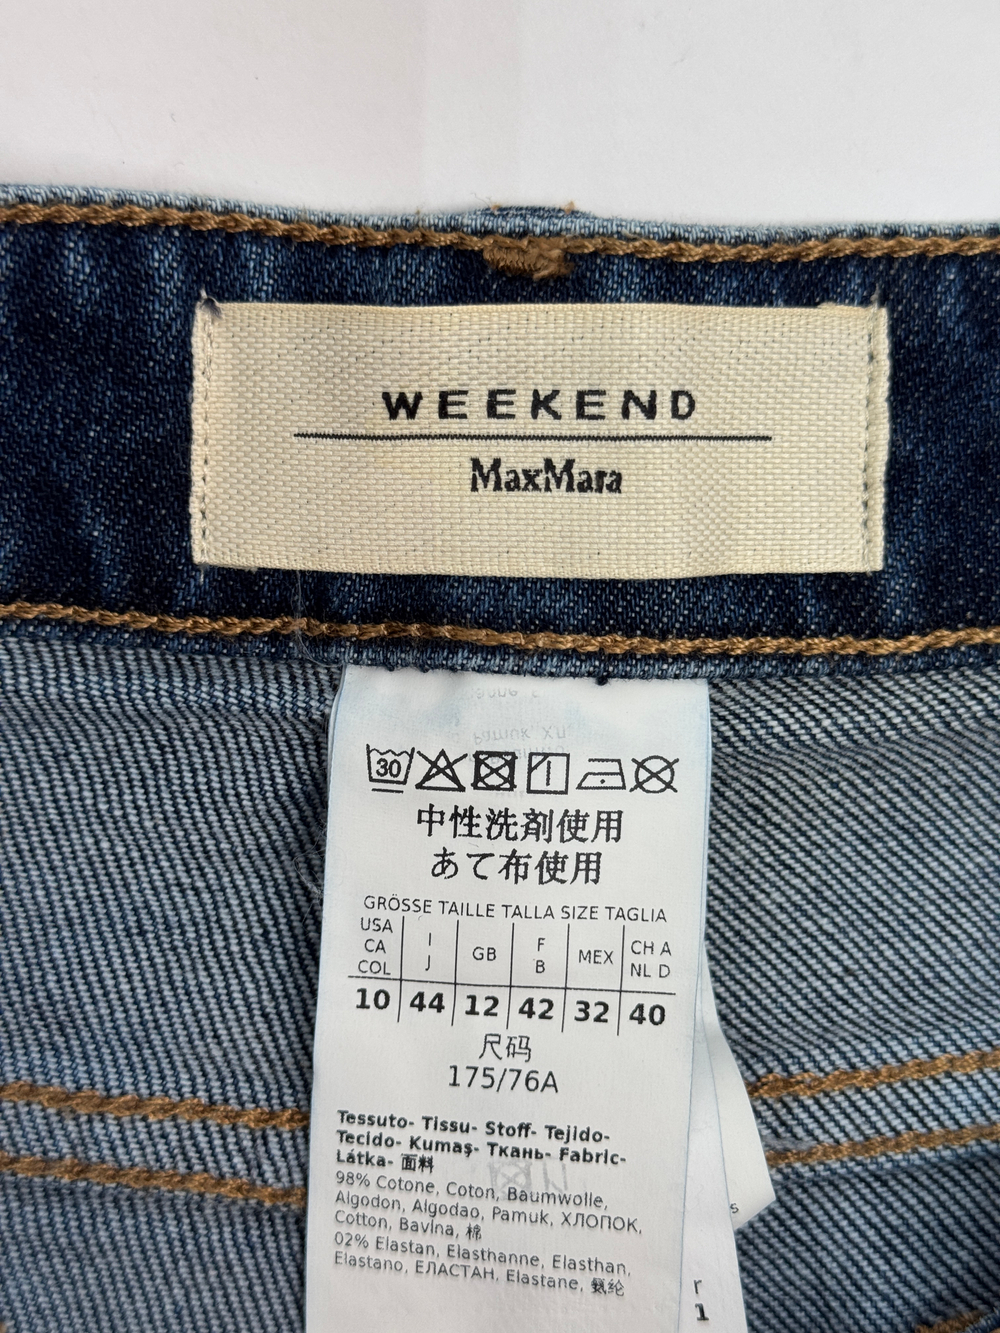 WEEKEND
MaxMara
30
中性洗剤使用
あて布使用
GRÖSSE TAILLE TALLA SIZE TAGLIA
USA CA COL | I J | GB | F B | MEX | CH A NL D
10 | 44 | 12 | 42 | 32 | 40
尺码
175/76A
Tessuto- Tissu- Stoff- Tejido-
Tecido- Kumaş- Ткань- Fabric-
Látka- 面料
98% Cotone, Coton, Baumwolle,
Algodon, Algodao, Pamuk, ХЛОПОК,
Cotton, Bavlna, 棉
02% Elastan, Elasthanne, Elasthan,
Elastano, ЕЛАСТАН, Elastane, 氨纶
s
r
1